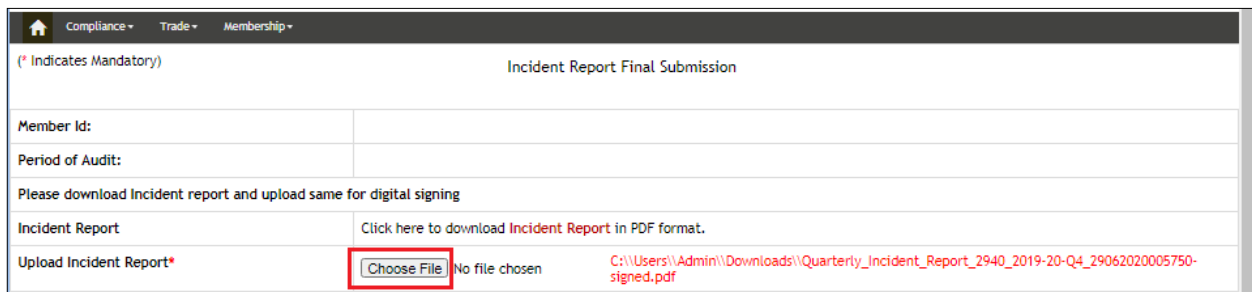 Compliance Trade Membership
(* Indicates Mandatory)
Incident Report Final Submission
Member Id:
Period of Audit:
Please download Incident report and upload same for digital signing
Incident Report Click here to download Incident Report in PDF format.
Upload Incident Report* Choose File No file chosen C:\\Users\\Admin\\Downloads\\Quarterly_Incident_Report_2940_2019-20-Q4_29062020005750-
signed.pdf